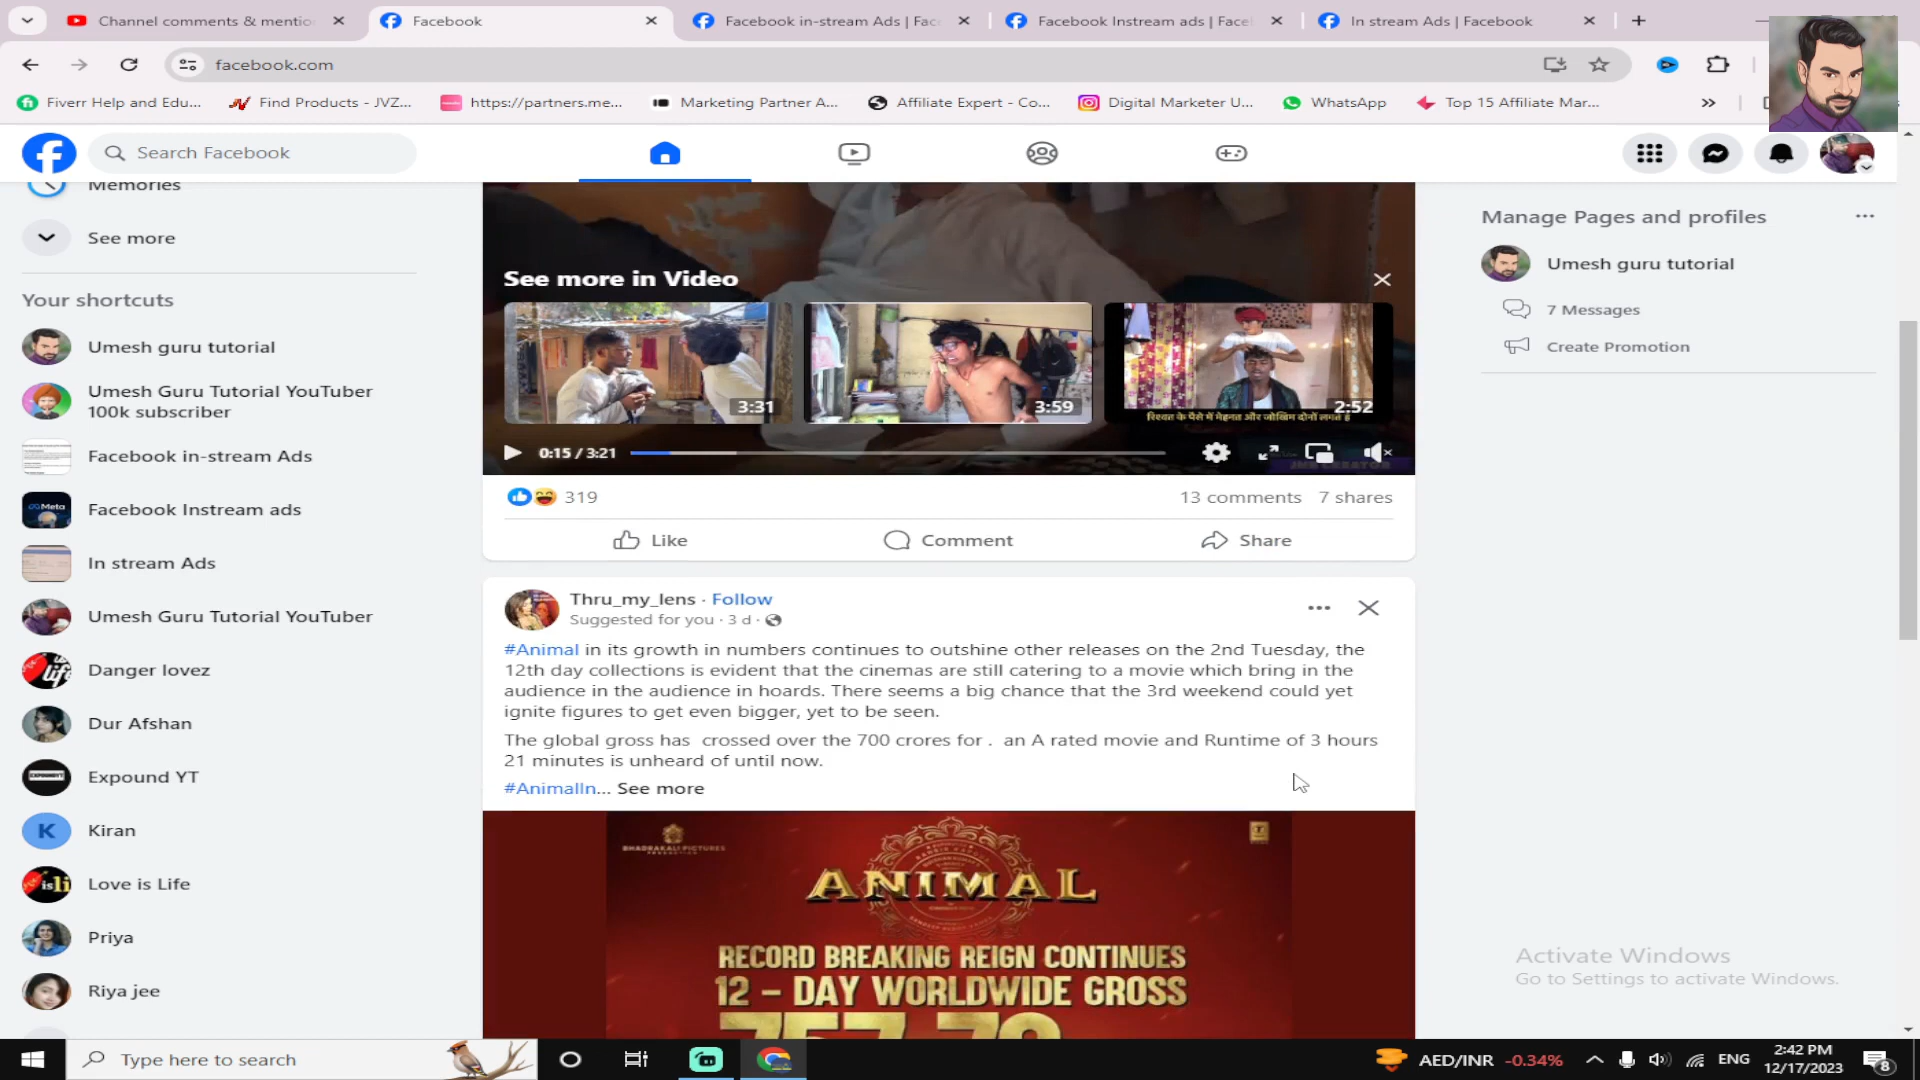 Channel comments & mentio
Facebook
Facebook in-stream Ads | Fac
Facebook Instream ads | Face
In stream Ads | Facebook
facebook.com
Fiverr Help and Edu...
Find Products - JVZ...
https://partners.me...
Marketing Partner A...
Affiliate Expert - Co...
Digital Marketer U...
WhatsApp
Top 15 Affiliate Mar...
Search Facebook
Memories
See more
Your shortcuts
Umesh guru tutorial
Umesh Guru Tutorial YouTuber
100k subscriber
Facebook in-stream Ads
Facebook Instream ads
In stream Ads
Umesh Guru Tutorial YouTuber
Danger lovez
Dur Afshan
Expound YT
K
Kiran
Love is Life
Priya
Riya jee
See more in Video
3:31
3:59
2:52
रिश्वत के पैसे में मेहनत और जोखिम दोनों लगते है
0:15 / 3:21
319
13 comments 7 shares
Like
Comment
Share
Thru_my_lens · Follow
Suggested for you · 3 d ·
#Animal in its growth in numbers continues to outshine other releases on the 2nd Tuesday, the
12th day collections is evident that the cinemas are still catering to a movie which bring in the
audience in the audience in hoards. There seems a big chance that the 3rd weekend could yet
ignite figures to get even bigger, yet to be seen.
The global gross has crossed over the 700 crores for . an A rated movie and Runtime of 3 hours
21 minutes is unheard of until now.
#AnimalIn... See more
BHADRAKALI PICTURES
ANIMAL
RECORD BREAKING REIGN CONTINUES
12 - DAY WORLDWIDE GROSS
Manage Pages and profiles
Umesh guru tutorial
7 Messages
Create Promotion
Activate Windows
Go to Settings to activate Windows.
Type here to search
AED/INR -0.34%
ENG
2:42 PM
12/17/2023
8